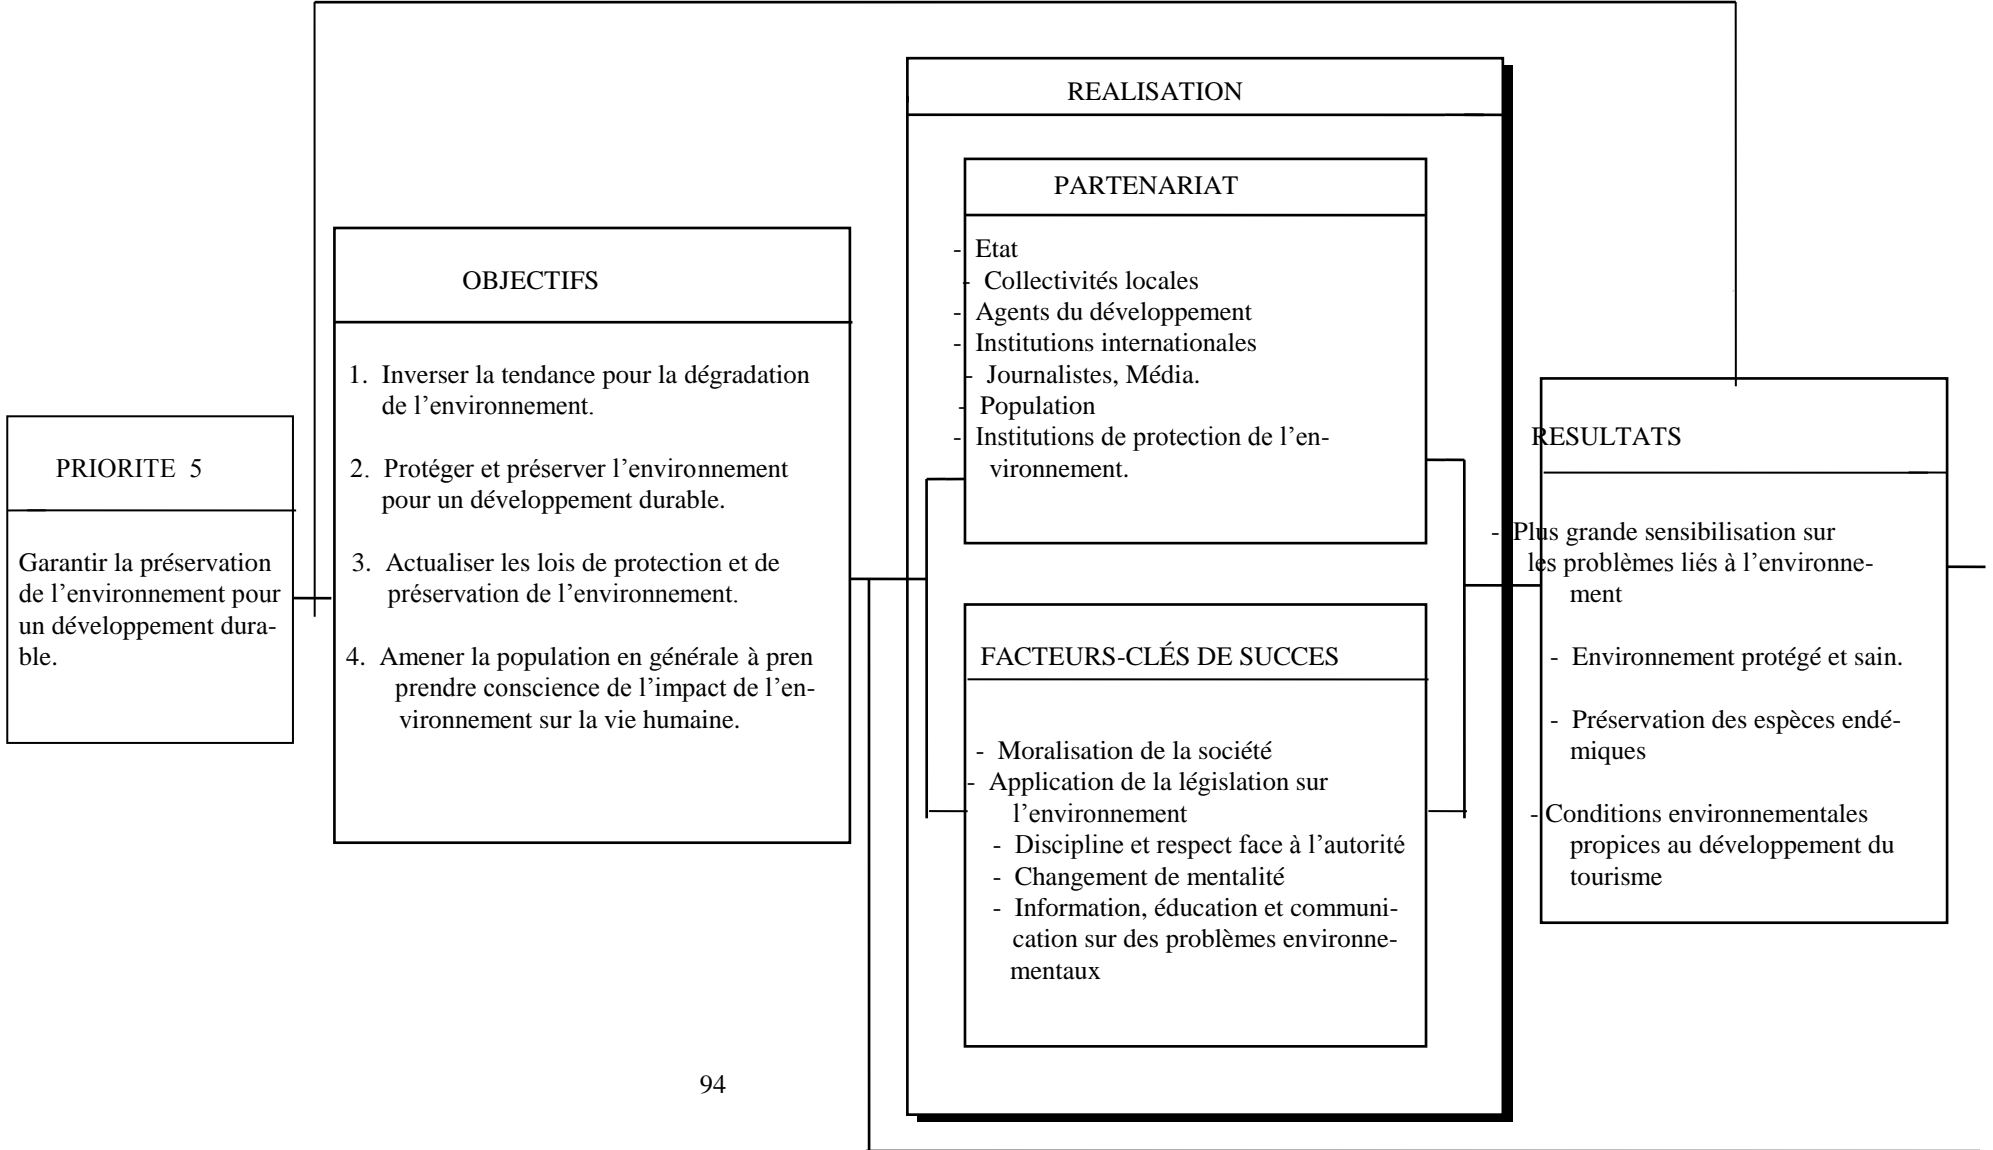 PRIORITE 5
Garantir la préservation
de l’environnement pour
un développement dura-
ble.
OBJECTIFS
1. Inverser la tendance pour la dégradation
de l’environnement.
2. Protéger et préserver l’environnement
pour un développement durable.
3. Actualiser les lois de protection et de
préservation de l’environnement.
4. Amener la population en générale à pren
prendre conscience de l’impact de l’en-
vironnement sur la vie humaine.
REALISATION
PARTENARIAT
- Etat
- Collectivités locales
- Agents du développement
- Institutions internationales
- Journalistes, Média.
- Population
- Institutions de protection de l’en-
vironnement.
FACTEURS-CLÉS DE SUCCES
- Moralisation de la société
- Application de la législation sur
l’environnement
- Discipline et respect face à l’autorité
- Changement de mentalité
- Information, éducation et communi-
cation sur des problèmes environne-
mentaux
RESULTATS
- Plus grande sensibilisation sur
les problèmes liés à l’environne-
ment
- Environnement protégé et sain.
- Préservation des espèces endé-
miques
- Conditions environnementales
propices au développement du
tourisme
94